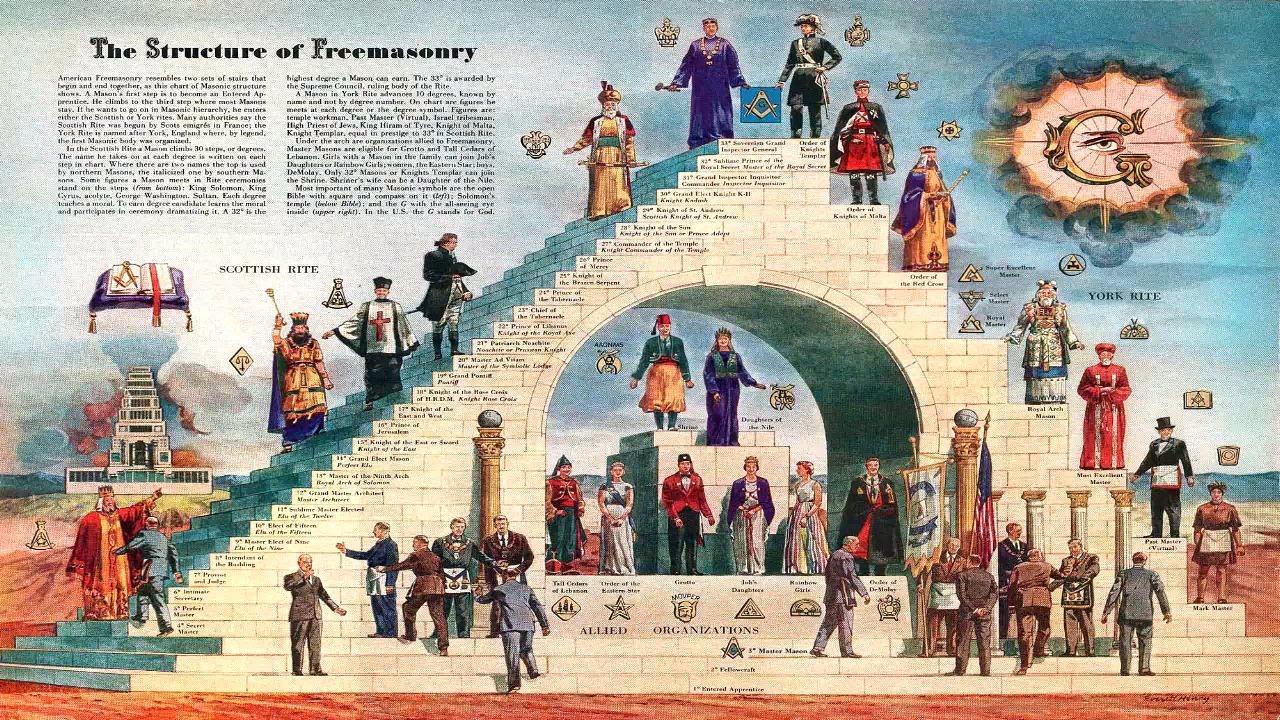 The Structure of Freemasonry
American Freemasonry resembles two sets of stairs that
begin and end together, as this chart of Masonic structure
shows. A Mason's first step is to become an Entered Ap-
prentice. He climbs to the third step where most Masons
stay. If he wants to go on in Masonic hierarchy, he enters
either the Scottish or York rites. Many authorities say the
Scottish Rite was begun by Scots emigrés in France; the
York Rite is named after York, England where, by legend,
the first Masonic body was organized.
In the Scottish Rite a Mason climbs 30 steps, or degrees.
The name he takes on at each degree is written on each
step in chart. Where there are two names the top is used
by northern Masons, the italicized one by southern Ma-
sons. Some figures a Mason meets in Rite ceremonies
stand on the steps (from bottom): King Solomon, King
Cyrus, acolyte, George Washington, Sultan. Each degree
teaches a moral. To earn degree candidate learns the moral
and participates in ceremony dramatizing it. A 32° is the
highest degree a Mason can earn. The 33° is awarded by
the Supreme Council, ruling body of the Rite.
A Mason in York Rite advances 10 degrees, known by
name and not by degree number. On chart are figures he
meets at each degree or the degree symbol. Figures are:
temple workman, Past Master (Virtual), Israel tribesman,
High Priest of Jews, King Hiram of Tyre, Knight of Malta,
Knight Templar, equal in prestige to 33° in Scottish Rite.
Under the arch are organizations allied to Freemasonry.
Master Masons are eligible for Grotto and Tall Cedars of
Lebanon. Girls with a Mason in the family can join Job's
Daughters or Rainbow Girls; women, the Eastern Star; boys,
DeMolay. Only 32° Masons or Knights Templar can join
the Shrine. Shriner's wife can be a Daughter of the Nile.
Most important of many Masonic symbols are the open
Bible with square and compass on it (left); Solomon's
temple (below Bible); and the G with the all-seeing eye
inside (upper right). In the U.S. the G stands for God.
SCOTTISH RITE
YORK RITE
G
33° Sovereign Grand
Inspector General
Order of
Knights
Templar
32° Sublime Prince of the
Royal Secret Master of the Royal Secret
31° Grand Inspector Inquisitor
Commander Inspector Inquisitor
30° Grand Elect Knight K-H
Knight Kadosh
29° Knight of St. Andrew
Scottish Knight of St. Andrew
28° Knight of the Sun
Knight of the Sun or Prince Adept
27° Commander of the Temple
Knight Commander of the Temple
26° Prince
of Mercy
25° Knight of
the Brazen Serpent
24° Prince of
the Tabernacle
23° Chief of
the Tabernacle
22° Prince of Libanus
Knight of the Royal Axe
21° Patriarch Noachite
Noachite or Prussian Knight
20° Master Ad Vitam
Master of the Symbolic Lodge
19° Grand Pontiff
Pontiff
18° Knight of the Rose Croix
of H.R.D.M. Knight Rose Croix
17° Knight of the
East and West
16° Prince of
Jerusalem
15° Knight of the East or Sword
Knight of the East
14° Grand Elect Mason
Perfect Elu
13° Master of the Ninth Arch
Royal Arch of Solomon
12° Grand Master Architect
Master Architect
11° Sublime Master Elected
Elu of the Twelve
10° Elect of Fifteen
Elu of the Fifteen
9° Master Elect of Nine
Elu of the Nine
8° Intendant of
the Building
7° Provost
and Judge
6° Intimate
Secretary
5° Perfect
Master
4° Secret
Master
Order of
Knights of Malta
Order of
the Red Cross
Super Excellent
Master
Select
Master
Royal
Master
Royal Arch
Mason
Most Excellent
Master
Past Master
(Virtual)
Mark Master
AAONMS
Shrine
Daughters of
the Nile
Tall Cedars
of Lebanon
Order of the
Eastern Star
Grotto
Job's
Daughters
Rainbow
Girls
Order of
DeMolay
MOVPER
ALLIED ORGANIZATIONS
3° Master Mason
2° Fellowcraft
1° Entered Apprentice